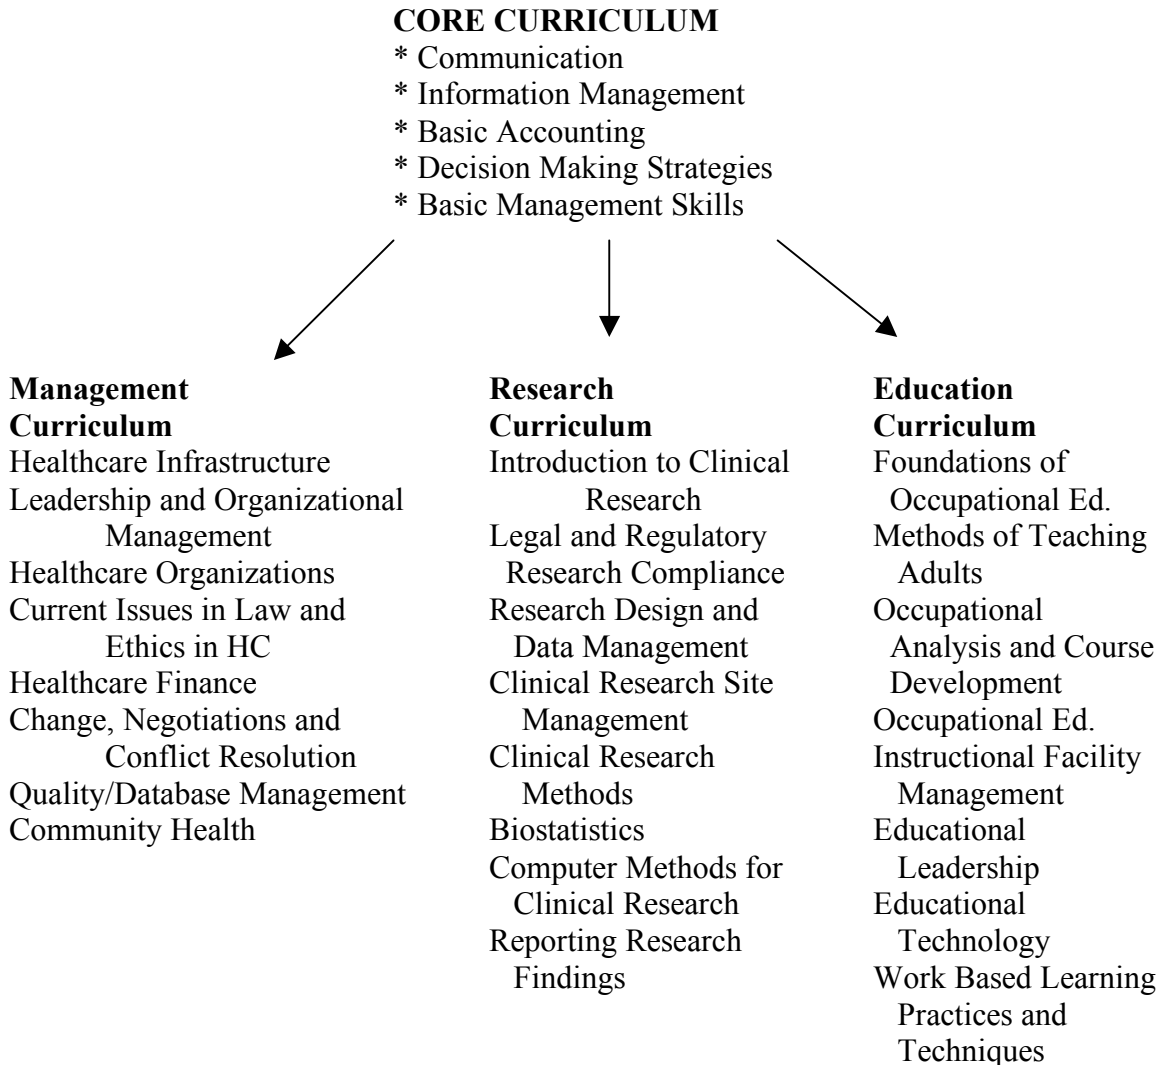 CORE CURRICULUM
* Communication
* Information Management
* Basic Accounting
* Decision Making Strategies
* Basic Management Skills
Management
Curriculum
Healthcare Infrastructure
Leadership and Organizational
Management
Healthcare Organizations
Current Issues in Law and
Ethics in HC
Healthcare Finance
Change, Negotiations and
Conflict Resolution
Quality/Database Management
Community Health
Research
Curriculum
Introduction to Clinical
Research
Legal and Regulatory
Research Compliance
Research Design and
Data Management
Clinical Research Site
Management
Clinical Research
Methods
Biostatistics
Computer Methods for
Clinical Research
Reporting Research
Findings
Education
Curriculum
Foundations of
Occupational Ed.
Methods of Teaching
Adults
Occupational
Analysis and Course
Development
Occupational Ed.
Instructional Facility
Management
Educational
Leadership
Educational
Technology
Work Based Learning
Practices and
Techniques